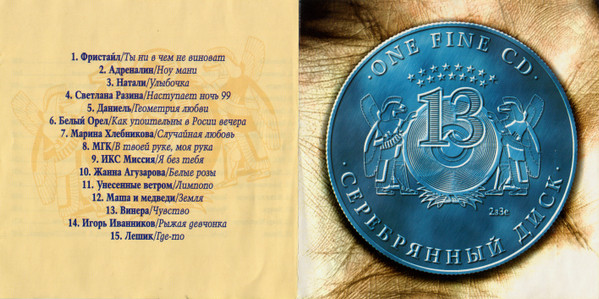 1. Фристайл/Ты ни в чем не виноват
2. Адреналин/Ноу мани
3. Натали/Улыбочка
4. Светлана Разина/Наступает ночь 99
5. Даниель/Геометрия любви
6. Белый Орел/Как упоительны в Росии вечера
7. Марина Хлебникова/Случайная любовь
8. МГК/В твоей руке, моя рука
9. ИКС Миссия/Я без тебя
10. Жанна Агузарова/Белые розы
11. Унесенные ветром/Лимпопо
12. Маша и медведи/Земля
13. Винера/Чувство
14. Игорь Иванников/Рыжая девчонка
15. Лешик/Где-то
· ONE FINE CD ·
13
2лЗе
СЕРЕБРЯННЫЙ ДИСК